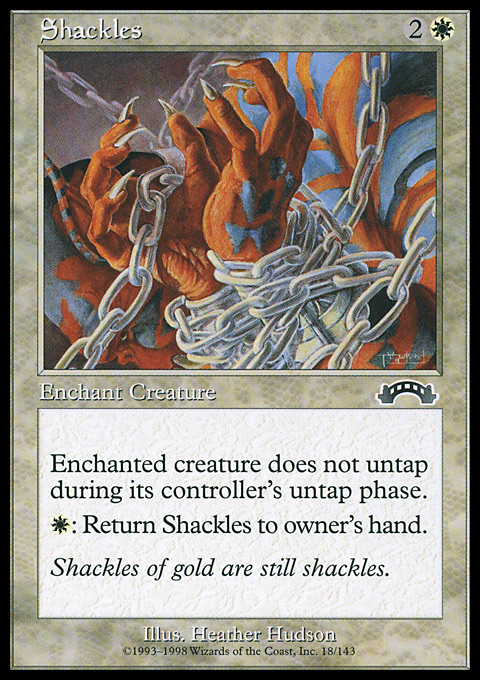 Shackles 2
Enchant Creature
Enchanted creature does not untap
during its controller's untap phase.
: Return Shackles to owner's hand.
Shackles of gold are still shackles.
Illus. Heather Hudson
©1993–1998 Wizards of the Coast, Inc. 18/143